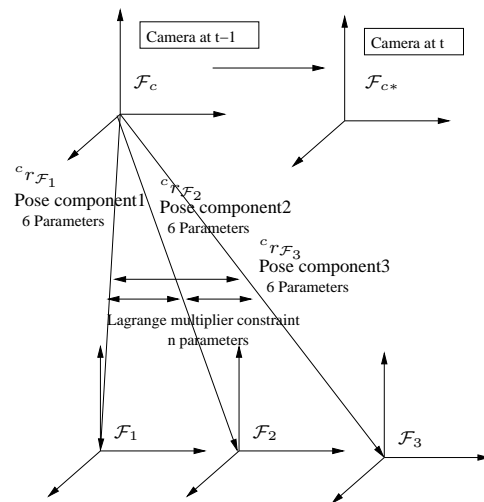 Camera at t−1
Camera at t
ℱc
ℱc*
ᶜrℱ1
Pose component1
6 Parameters
ᶜrℱ2
Pose component2
6 Parameters
ᶜrℱ3
Pose component3
6 Parameters
Lagrange multiplier constraint
n parameters
ℱ1
ℱ2
ℱ3